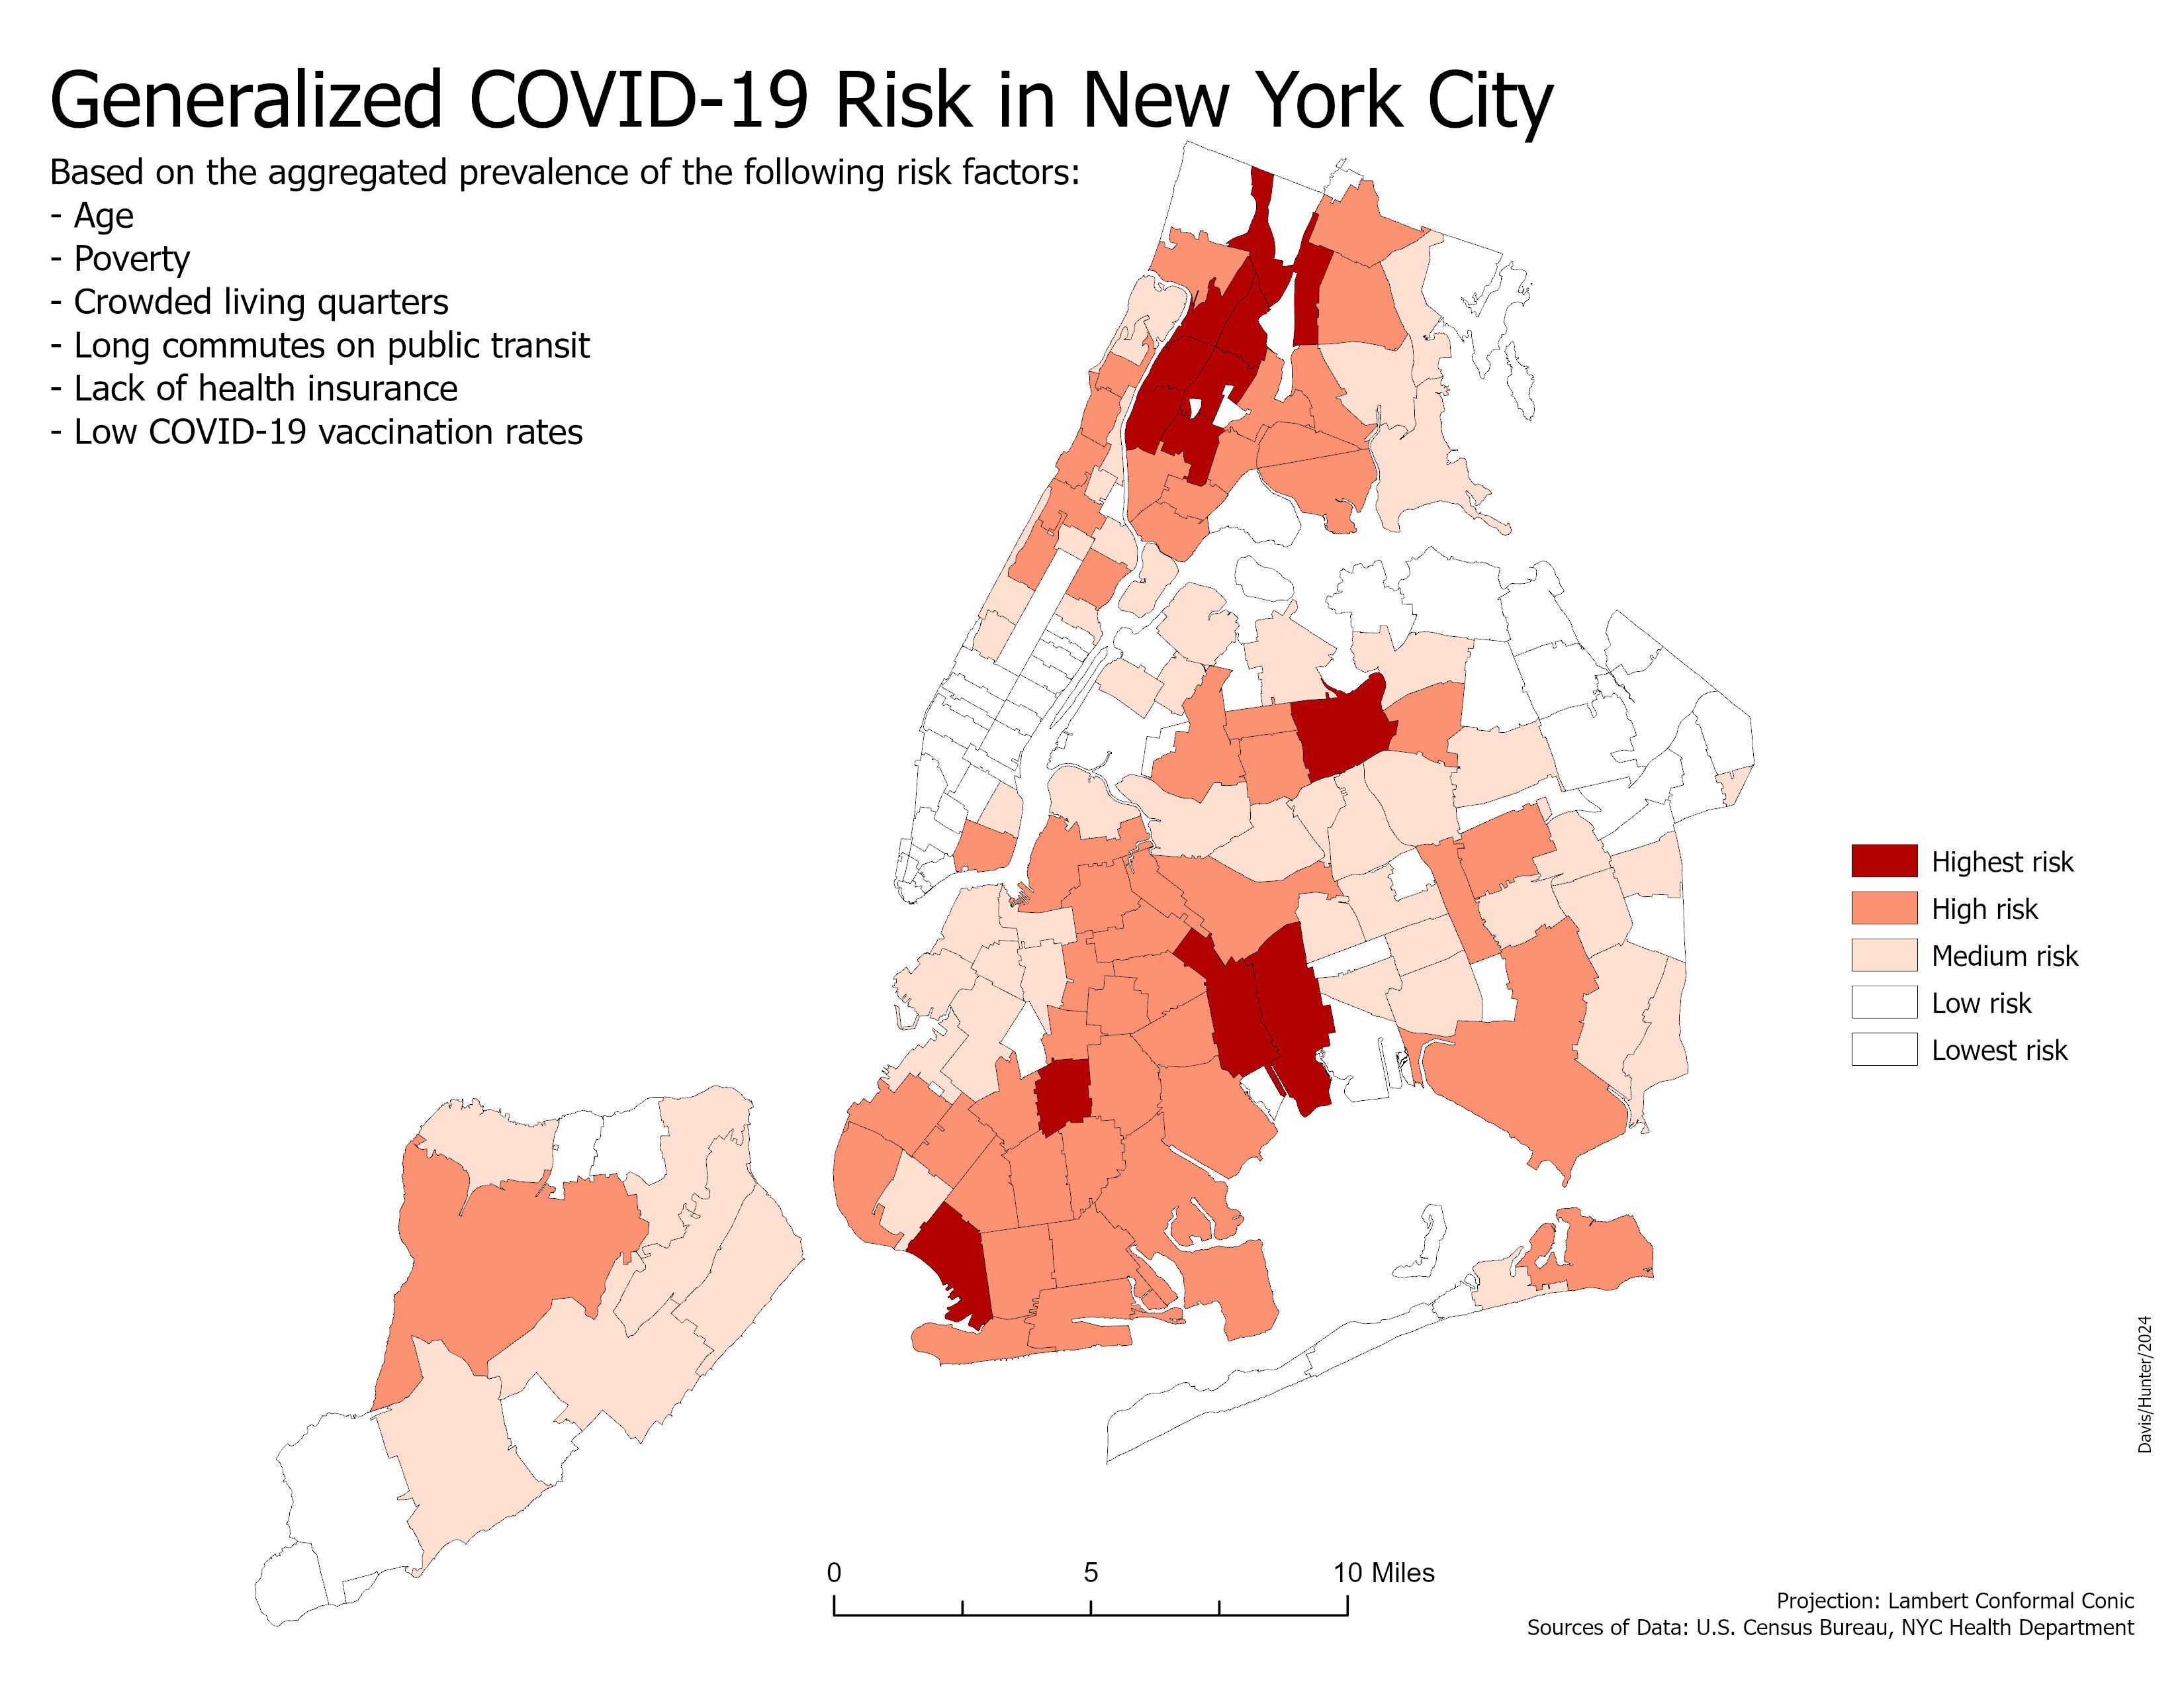 Generalized COVID-19 Risk in New York City
Based on the aggregated prevalence of the following risk factors:
- Age
- Poverty
- Crowded living quarters
- Long commutes on public transit
- Lack of health insurance
- Low COVID-19 vaccination rates
Highest risk
High risk
Medium risk
Low risk
Lowest risk
Davis/Hunter/2024
0 5 10 Miles
Projection: Lambert Conformal Conic
Sources of Data: U.S. Census Bureau, NYC Health Department